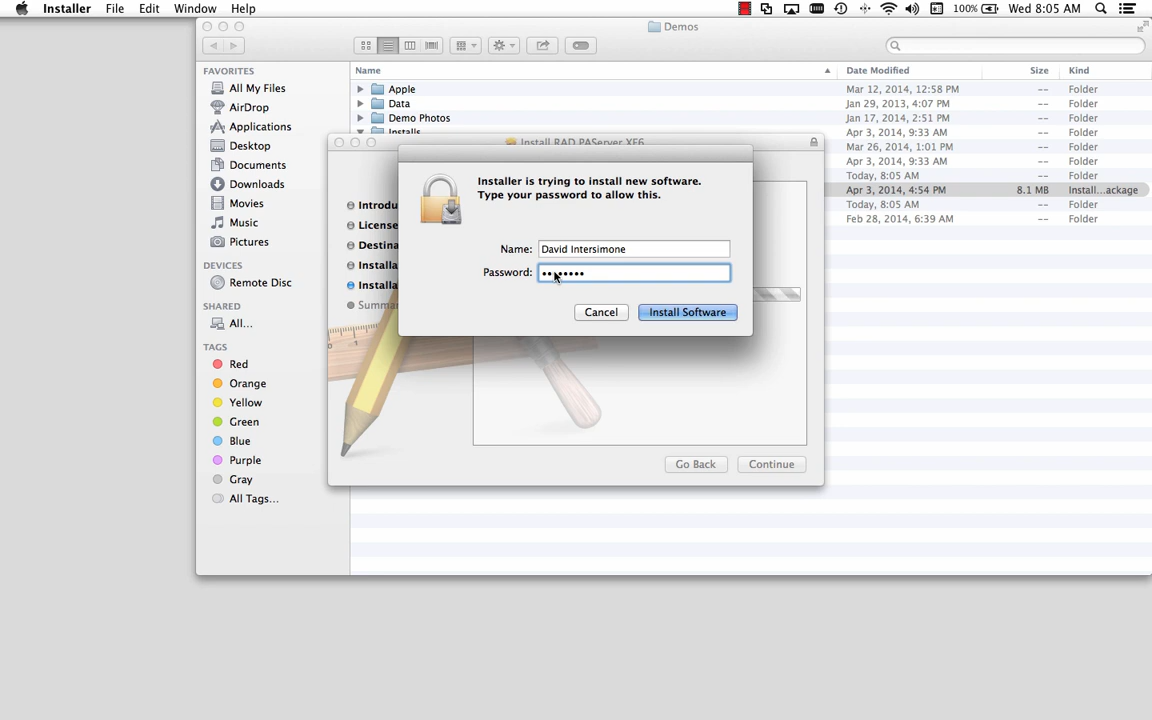 Installer File Edit Window Help 100% Wed 8:05 AM
Demos
FAVORITES
All My Files
AirDrop
Applications
Desktop
Documents
Downloads
Movies
Music
Pictures
DEVICES
Remote Disc
SHARED
All...
TAGS
Red
Orange
Yellow
Green
Blue
Purple
Gray
All Tags...
Name Date Modified Size Kind
Apple Mar 12, 2014, 12:58 PM -- Folder
Data Jan 29, 2013, 4:07 PM -- Folder
Demo Photos Jan 17, 2014, 2:51 PM -- Folder
Installs Apr 3, 2014, 9:33 AM -- Folder
Mar 26, 2014, 1:01 PM -- Folder
Apr 3, 2014, 9:33 AM -- Folder
Today, 8:05 AM -- Folder
Apr 3, 2014, 4:54 PM 8.1 MB Install...ackage
Today, 8:05 AM -- Folder
Feb 28, 2014, 6:39 AM -- Folder
Install RAD PAServer XE6
Introdu
License
Destina
Installa
Installa
Summa
Installer is trying to install new software.
Type your password to allow this.
Name: David Intersimone
Password: ••••••••
Cancel Install Software
Go Back Continue